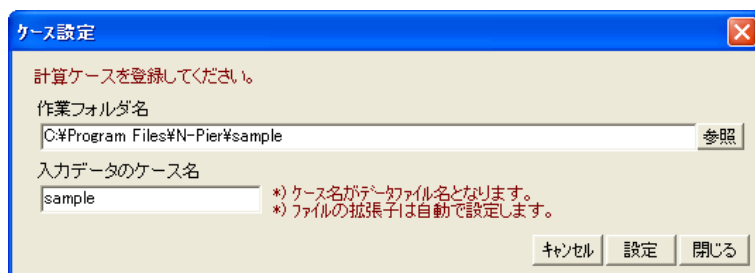 ケース設定
計算ケースを登録してください。
作業フォルダ名
C:¥Program Files¥N-Pier¥sample 参照
入力データのケース名
sample
*) ケース名がデータファイル名となります。
*) ファイルの拡張子は自動で設定します。
キャンセル 設定 閉じる